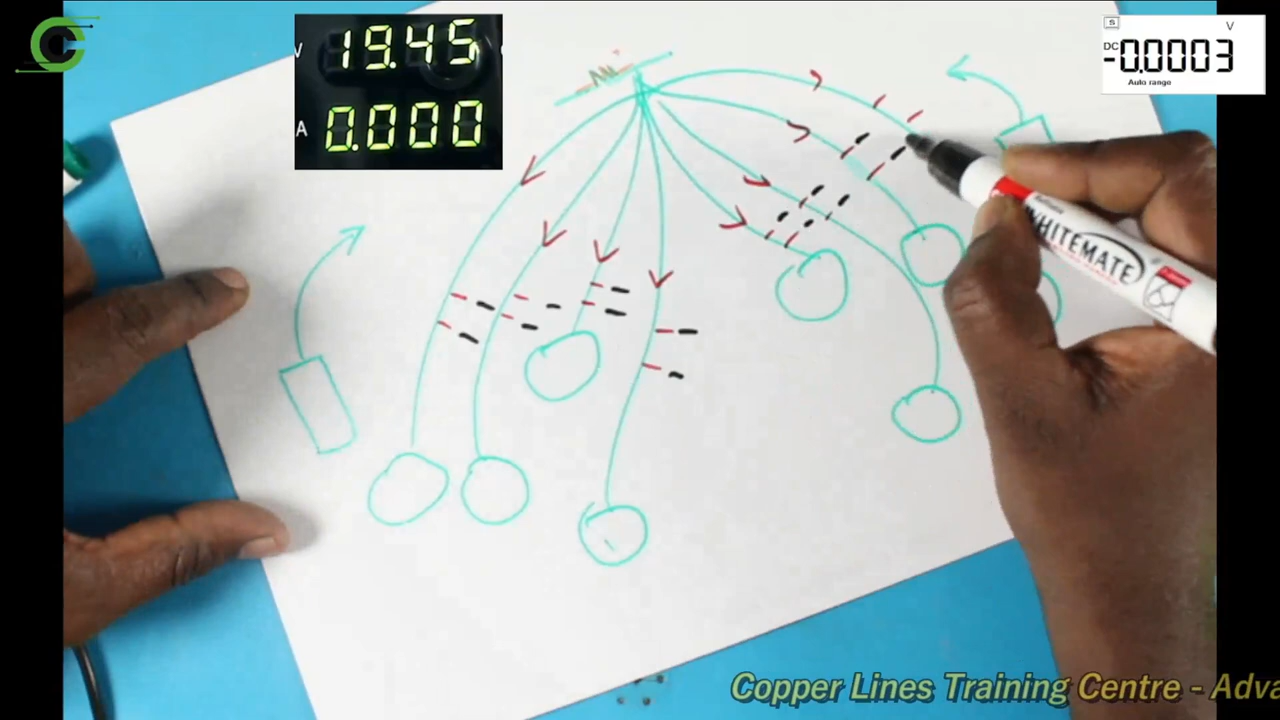 V 19.45
A 0.000
S V
DC -0.0003
Auto range
WHITEMATE
Copper Lines Training Centre - Adva